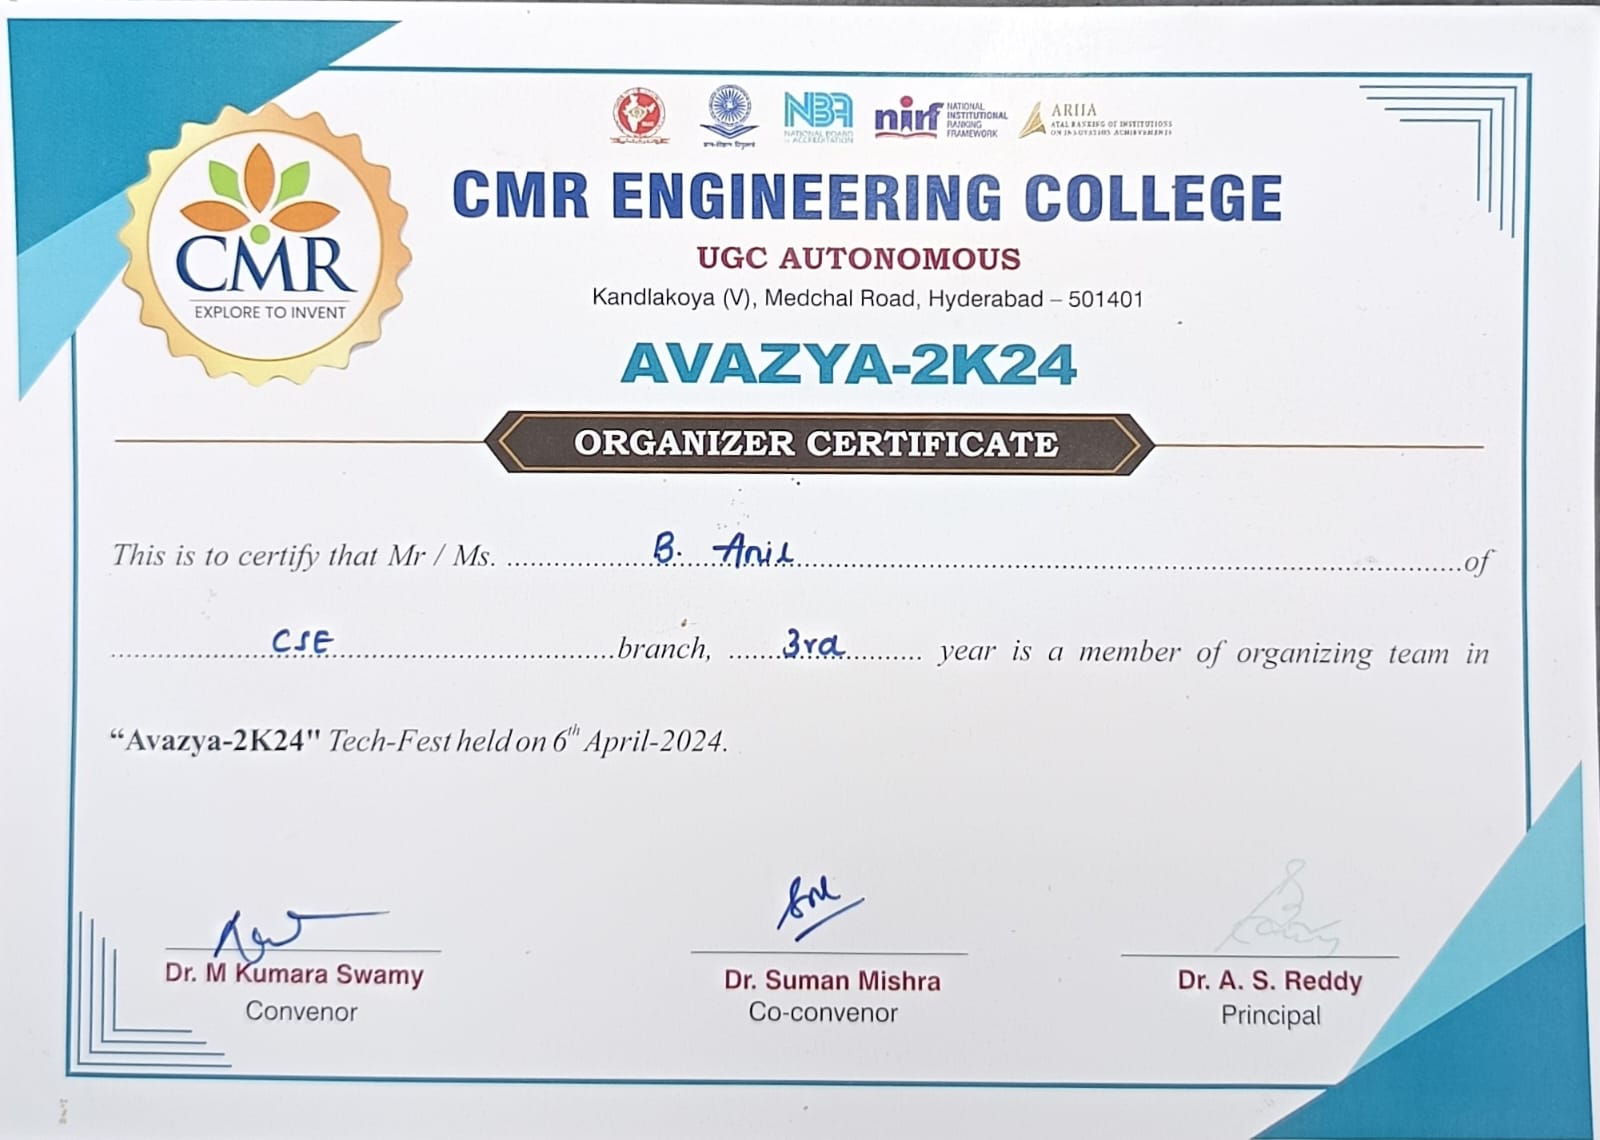 NBA
NATIONAL BOARD
of ACCREDITATION
nirf
NATIONAL
INSTITUTIONAL
RANKING
FRAMEWORK
ARIIA
ATAL RANKING OF INSTITUTIONS
ON INNOVATION ACHIEVEMENTS
CMR
EXPLORE TO INVENT
CMR ENGINEERING COLLEGE
UGC AUTONOMOUS
Kandlakoya (V), Medchal Road, Hyderabad – 501401
AVAZYA-2K24
ORGANIZER CERTIFICATE
This is to certify that Mr / Ms. B. Anil of
CSE branch, 3rd year is a member of organizing team in
“Avazya-2K24" Tech-Fest held on 6th April-2024.
Dr. M Kumara Swamy
Convenor
Dr. Suman Mishra
Co-convenor
Dr. A. S. Reddy
Principal